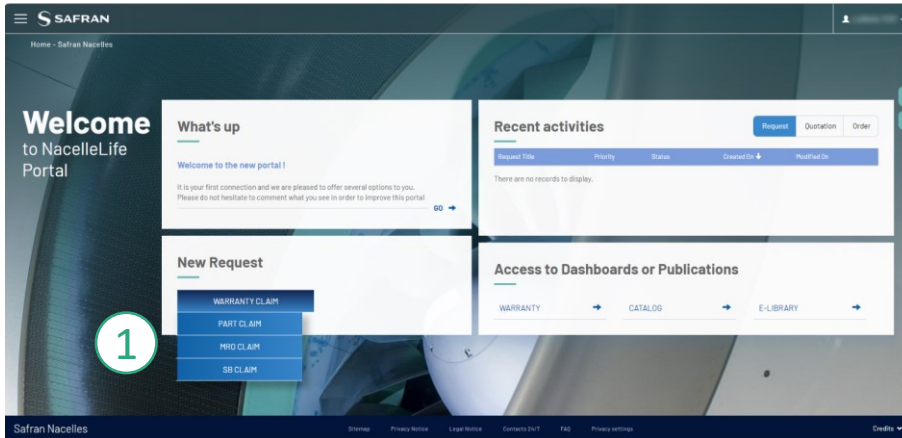 SAFRAN
Home - Safran Nacelles
Welcome
to NacelleLife
Portal
What's up
Welcome to the new portal !
It is your first connection and we are pleased to offer several options to you.
Please do not hesitate to comment what you see in order to improve this portal
GO
Recent activities
Request Quotation Order
Request Title Priority Status Created On Modified On
There are no records to display.
New Request
WARRANTY CLAIM
PART CLAIM
MRO CLAIM
SB CLAIM
1
Access to Dashboards or Publications
WARRANTY CATALOG E-LIBRARY
Safran Nacelles
Sitemap Privacy Notice Legal Notice Contacts 24/7 FAQ Privacy settings
Credits